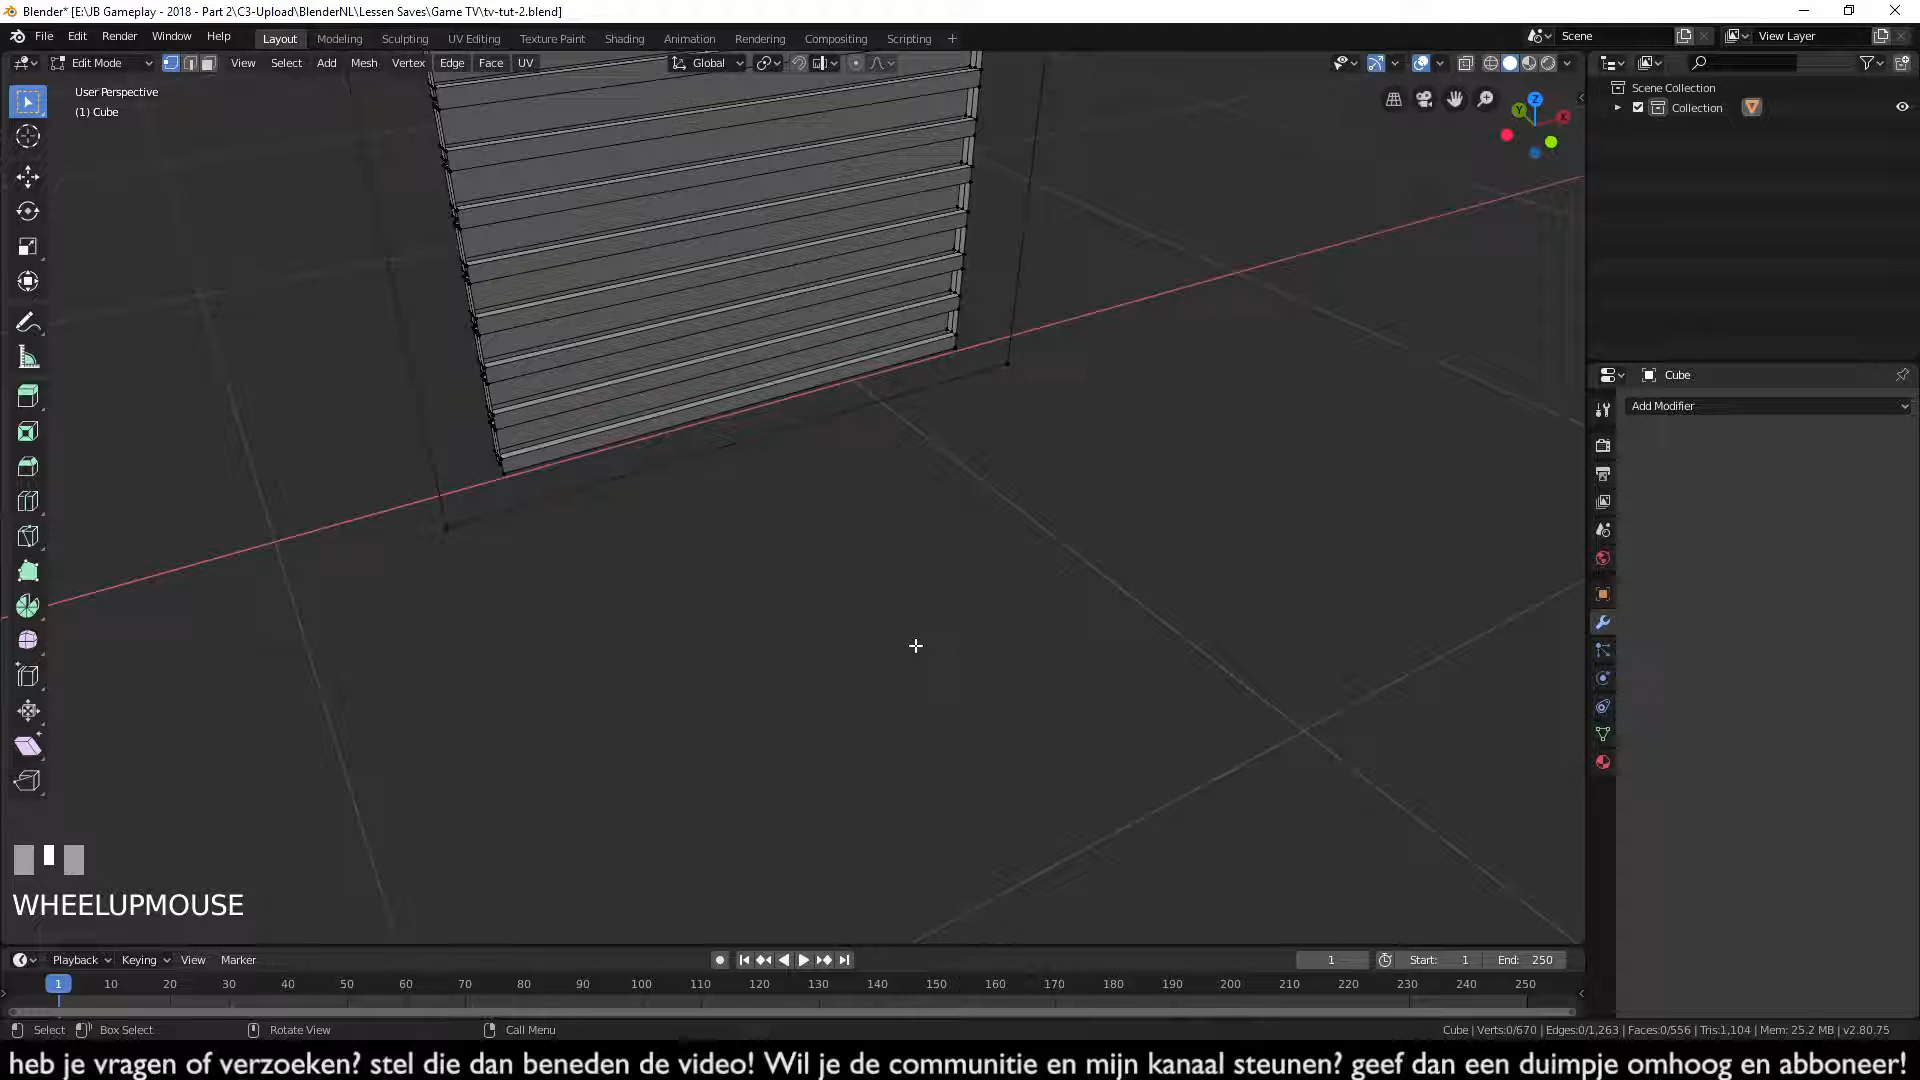 Blender* [E:\JB Gameplay - 2018 - Part 2\C3-Upload\BlenderNL\Lessen Saves\Game TV\tv-tut-2.blend]
File Edit Render Window Help Layout Modeling Sculpting UV Editing Texture Paint Shading Animation Rendering Compositing Scripting + Scene View Layer
Edit Mode View Select Add Mesh Vertex Edge Face UV Global
User Perspective
(1) Cube
Z
Y
X
Scene Collection
Collection
Cube
Add Modifier
WHEELUPMOUSE
Playback Keying View Marker 1 Start: 1 End: 250
1 10 20 30 40 50 60 70 80 90 100 110 120 130 140 150 160 170 180 190 200 210 220 230 240 250
Select Box Select Rotate View Call Menu Cube | Verts:0/670 | Edges:0/1,263 | Faces:0/556 | Tris:1,104 | Mem: 25.2 MB | v2.80.75
heb je vragen of verzoeken? stel die dan beneden de video! Wil je de communitie en mijn kanaal steunen? geef dan een duimpje omhoog en abboneer!